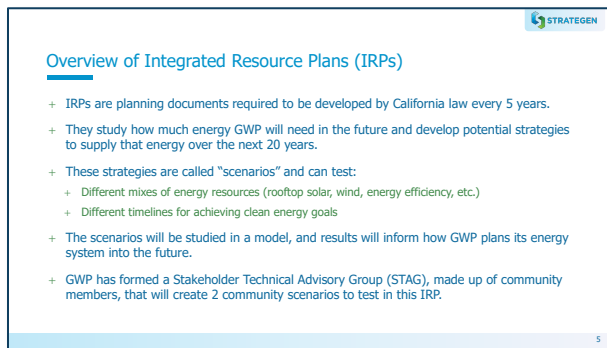 STRATEGEN
Overview of Integrated Resource Plans (IRPs)
+ IRPs are planning documents required to be developed by California law every 5 years.
+ They study how much energy GWP will need in the future and develop potential strategies
to supply that energy over the next 20 years.
+ These strategies are called “scenarios” and can test:
+ Different mixes of energy resources (rooftop solar, wind, energy efficiency, etc.)
+ Different timelines for achieving clean energy goals
+ The scenarios will be studied in a model, and results will inform how GWP plans its energy
system into the future.
+ GWP has formed a Stakeholder Technical Advisory Group (STAG), made up of community
members, that will create 2 community scenarios to test in this IRP.
5